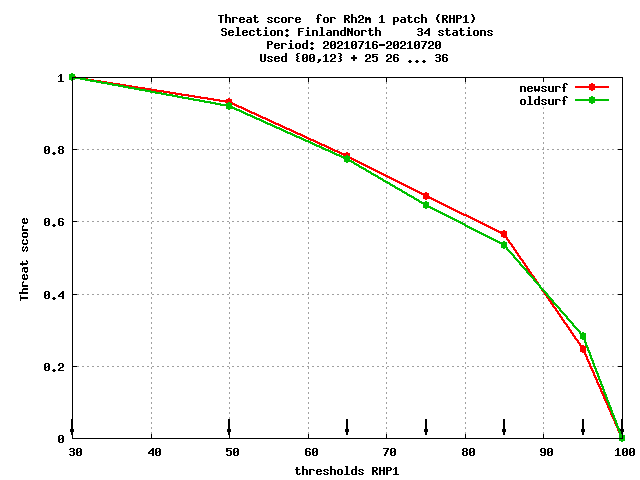 Threat score  for Rh2m 1 patch (RHP1)
Selection: FinlandNorth     34 stations
Period: 20210716-20210720
Used {00,12} + 25 26 ... 36
newsurf
oldsurf
1
0.8
0.6
0.4
0.2
0
Threat score
30 40 50 60 70 80 90 100
thresholds RHP1